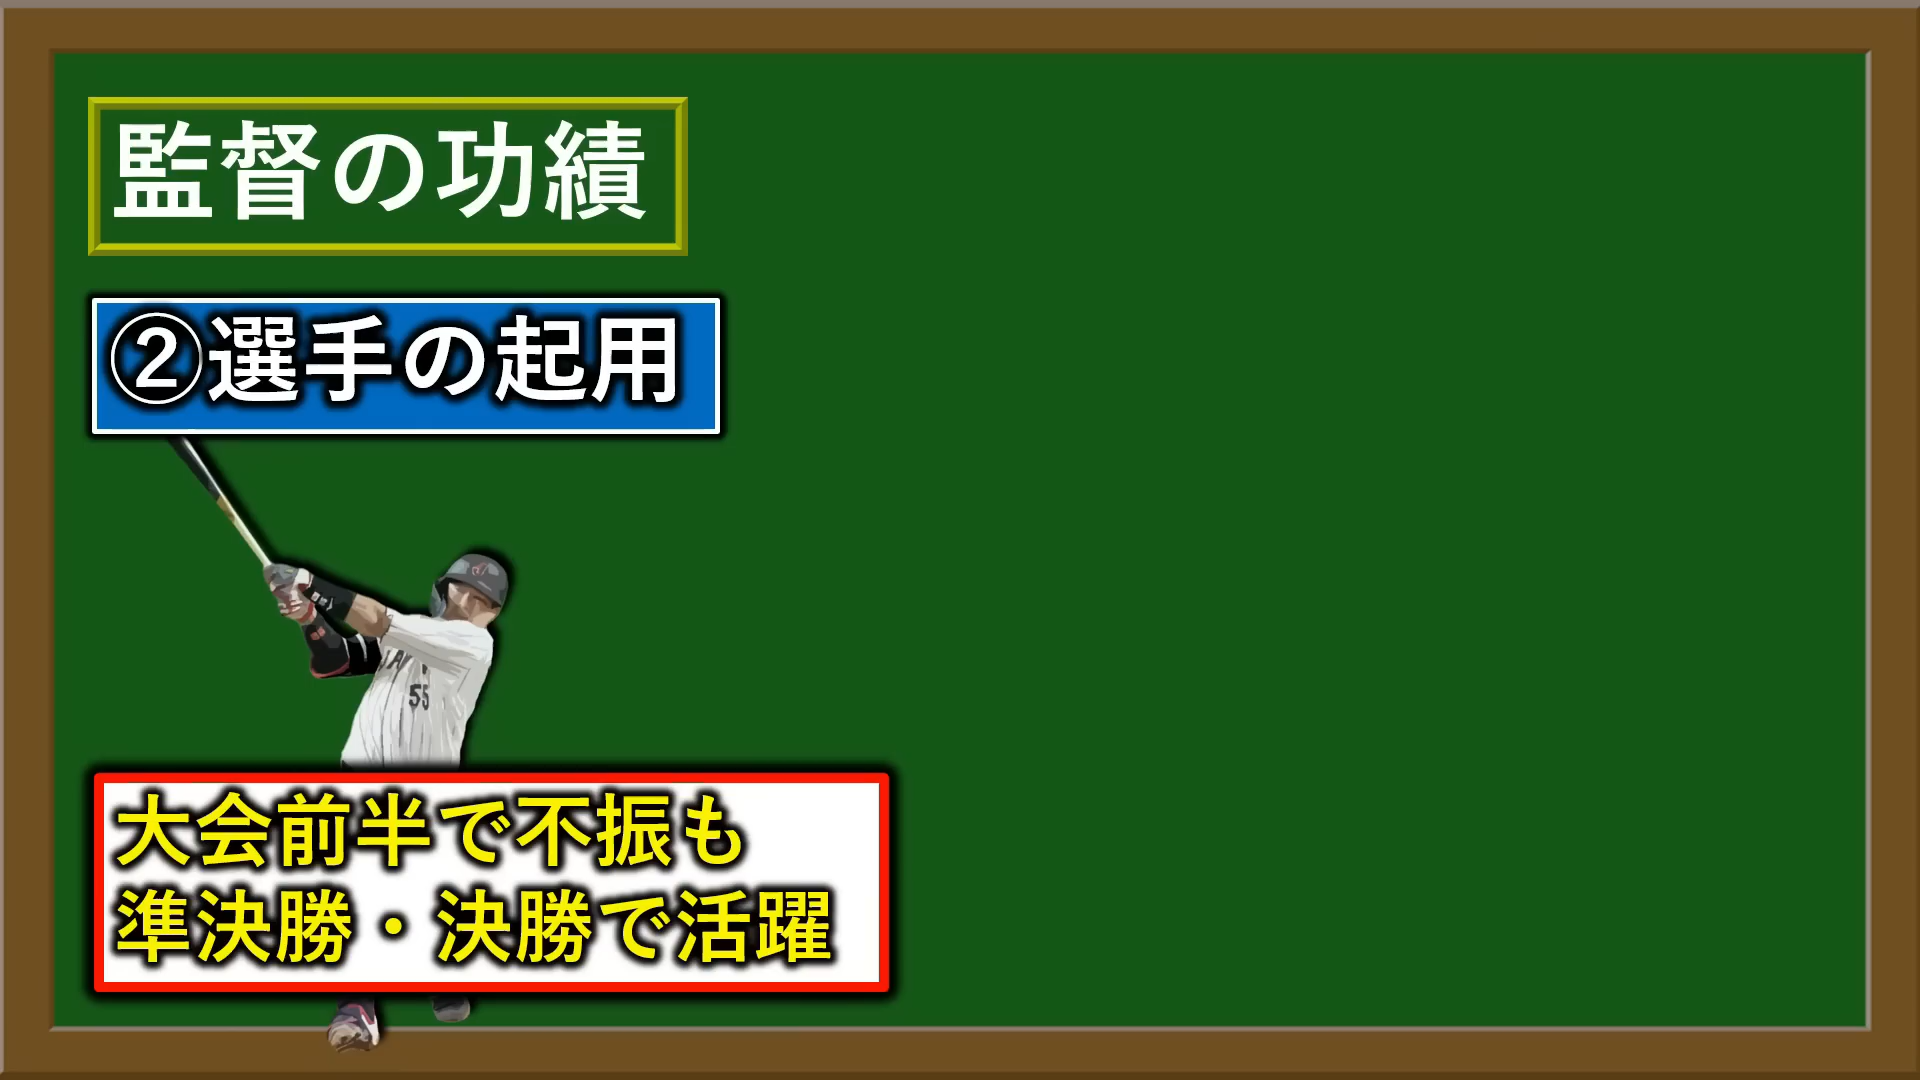 監督の功績
②選手の起用
55
大会前半で不振も
準決勝・決勝で活躍